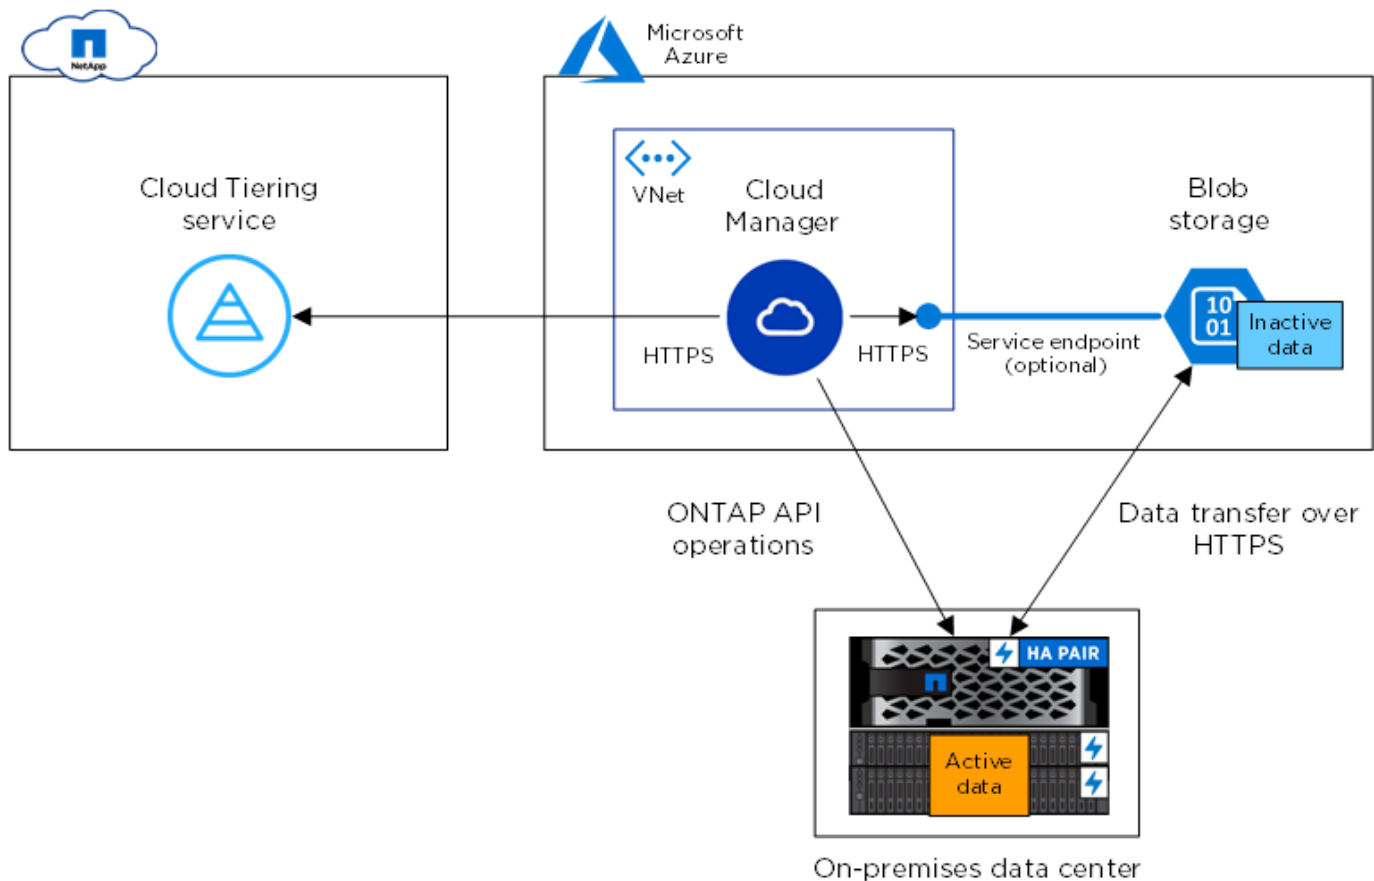 NetApp
Microsoft
Azure
Cloud Tiering
service
VNet
Cloud
Manager
Blob
storage
HTTPS
HTTPS
Service endpoint
(optional)
10
01
Inactive
data
ONTAP API
operations
Data transfer over
HTTPS
HA PAIR
Active
data
On-premises data center